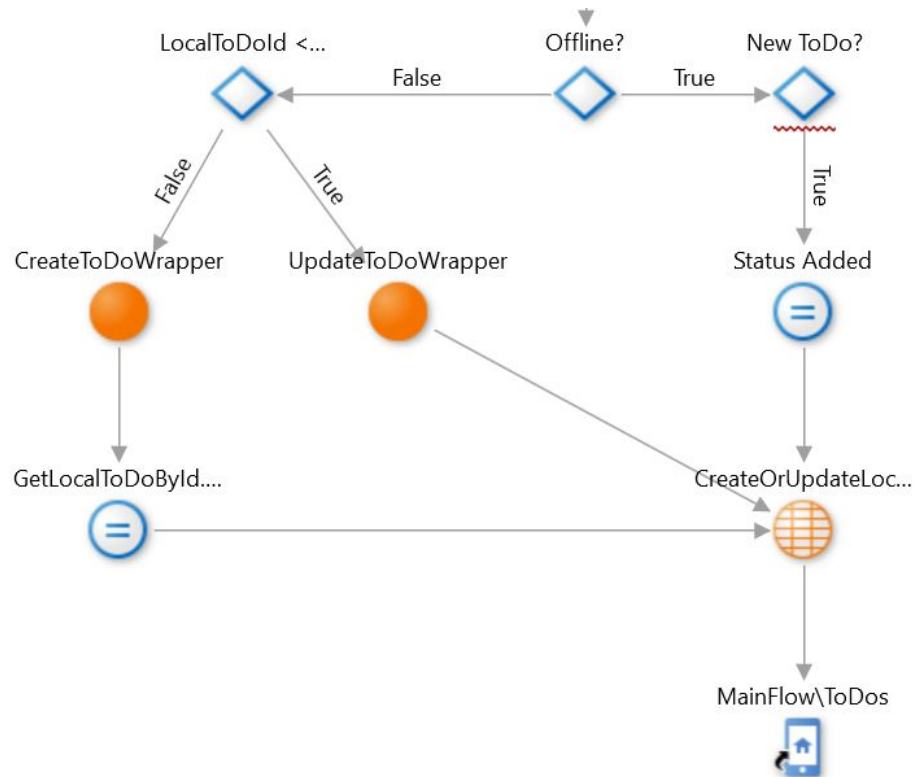 LocalToDoId <...
Offline?
New ToDo?
False
True
False
True
True
CreateToDoWrapper
UpdateToDoWrapper
Status Added
GetLocalToDoById....
CreateOrUpdateLoc...
MainFlow\ToDos